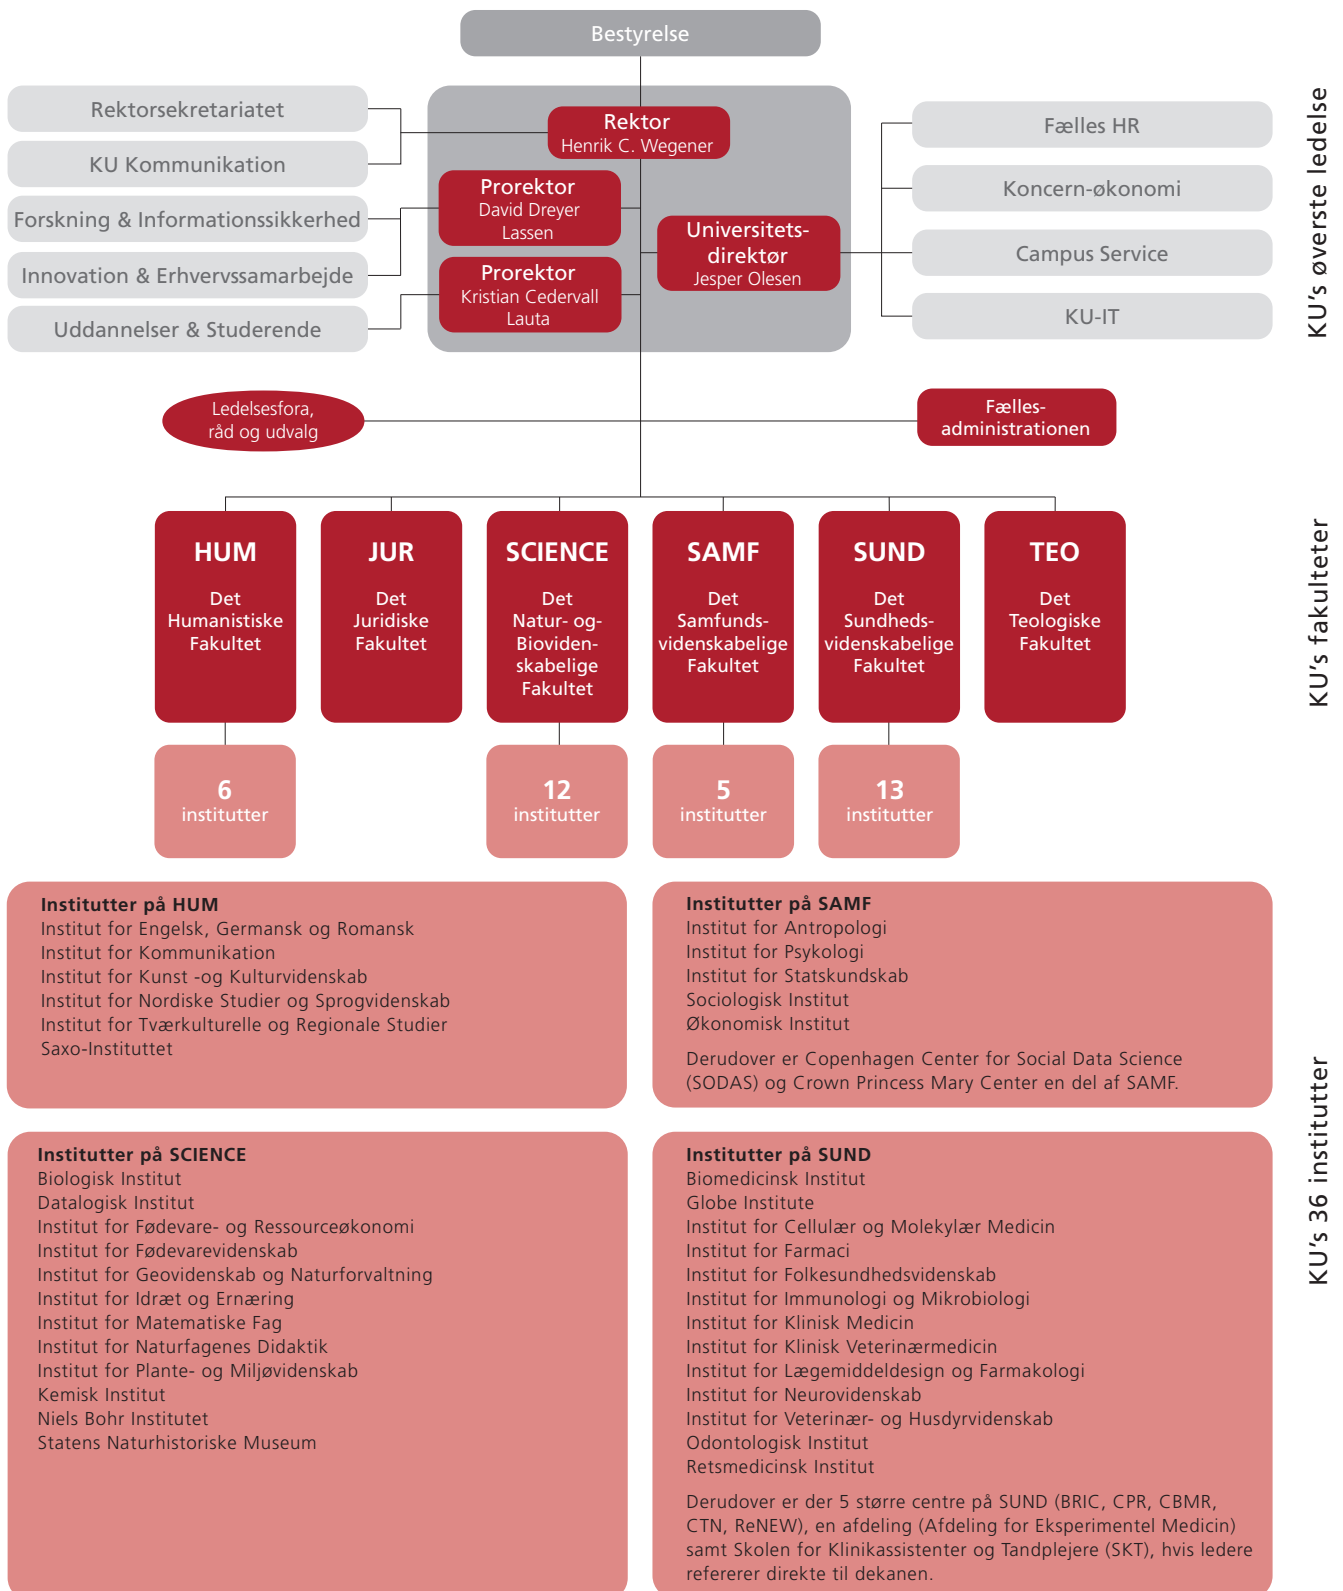 Bestyrelse
Rektorsekretariatet
KU Kommunikation
Forskning & Informationssikkerhed
Innovation & Erhvervssamarbejde
Uddannelser & Studerende
Rektor
Henrik C. Wegener
Prorektor
David Dreyer
Lassen
Prorektor
Kristian Cedervall
Lauta
Universitets-
direktør
Jesper Olesen
Fælles HR
Koncern-økonomi
Campus Service
KU-IT
KU's øverste ledelse
Ledelsesfora,
råd og udvalg
Fælles-
administrationen
HUM
Det
Humanistiske
Fakultet
JUR
Det
Juridiske
Fakultet
SCIENCE
Det
Natur- og-
Bioviden-
skabelige
Fakultet
SAMF
Det
Samfunds-
videnskabelige
Fakultet
SUND
Det
Sundheds-
videnskabelige
Fakultet
TEO
Det
Teologiske
Fakultet
KU's fakulteter
6
institutter
12
institutter
5
institutter
13
institutter
Institutter på HUM
Institut for Engelsk, Germansk og Romansk
Institut for Kommunikation
Institut for Kunst -og Kulturvidenskab
Institut for Nordiske Studier og Sprogvidenskab
Institut for Tværkulturelle og Regionale Studier
Saxo-Instituttet
Institutter på SAMF
Institut for Antropologi
Institut for Psykologi
Institut for Statskundskab
Sociologisk Institut
Økonomisk Institut
Derudover er Copenhagen Center for Social Data Science
(SODAS) og Crown Princess Mary Center en del af SAMF.
Institutter på SCIENCE
Biologisk Institut
Datalogisk Institut
Institut for Fødevare- og Ressourceøkonomi
Institut for Fødevarevidenskab
Institut for Geovidenskab og Naturforvaltning
Institut for Idræt og Ernæring
Institut for Matematiske Fag
Institut for Naturfagenes Didaktik
Institut for Plante- og Miljøvidenskab
Kemisk Institut
Niels Bohr Institutet
Statens Naturhistoriske Museum
Institutter på SUND
Biomedicinsk Institut
Globe Institute
Institut for Cellulær og Molekylær Medicin
Institut for Farmaci
Institut for Folkesundhedsvidenskab
Institut for Immunologi og Mikrobiologi
Institut for Klinisk Medicin
Institut for Klinisk Veterinærmedicin
Institut for Lægemiddeldesign og Farmakologi
Institut for Neurovidenskab
Institut for Veterinær- og Husdyrvidenskab
Odontologisk Institut
Retsmedicinsk Institut
Derudover er der 5 større centre på SUND (BRIC, CPR, CBMR,
CTN, ReNEW), en afdeling (Afdeling for Eksperimentel Medicin)
samt Skolen for Klinikassistenter og Tandplejere (SKT), hvis ledere
refererer direkte til dekanen.
KU's 36 institutter